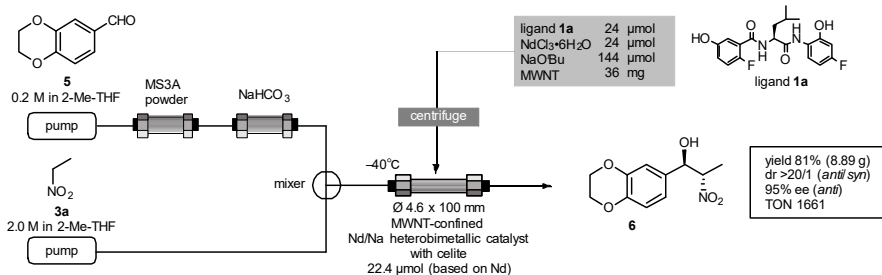 CHO
O
O
5
0.2 M in 2-Me-THF
MS3A
powder
NaHCO3
pump
NO2
3a
2.0 M in 2-Me-THF
pump
mixer
–40°C
centrifuge
ligand 1a 24 µmol
NdCl3•6H2O 24 µmol
NaOtBu 144 µmol
MWNT 36 mg
HO
F
O
H
N
O
N
H
OH
F
ligand 1a
Ø 4.6 x 100 mm
MWNT-confined
Nd/Na heterobimetallic catalyst
with celite
22.4 µmol (based on Nd)
OH
O
O
NO2
6
yield 81% (8.89 g)
dr >20/1 (anti/syn)
95% ee (anti)
TON 1661